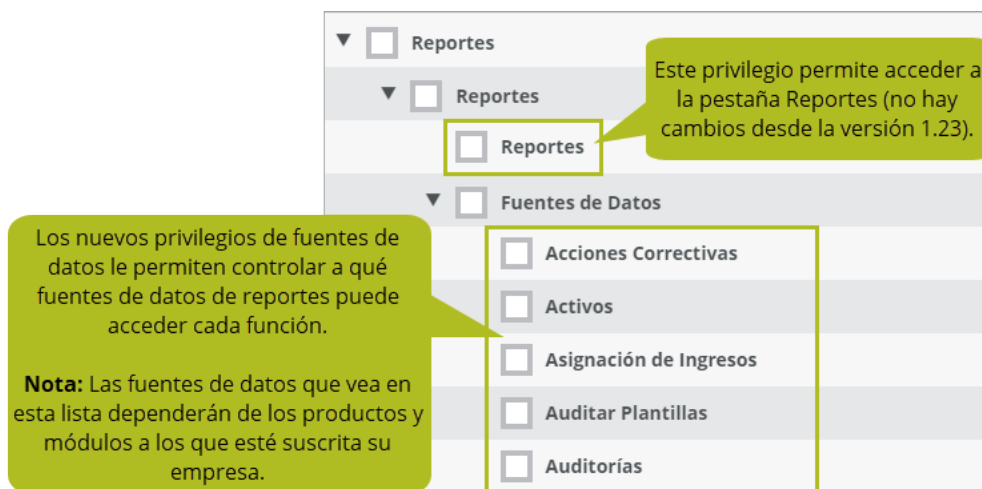 Reportes
Reportes
Este privilegio permite acceder a
la pestaña Reportes (no hay
cambios desde la versión 1.23).
Reportes
Fuentes de Datos
Los nuevos privilegios de fuentes de
datos le permiten controlar a qué
fuentes de datos de reportes puede
acceder cada función.
Nota: Las fuentes de datos que vea en
esta lista dependerán de los productos y
módulos a los que esté suscrita su
empresa.
Acciones Correctivas
Activos
Asignación de Ingresos
Auditar Plantillas
Auditorías